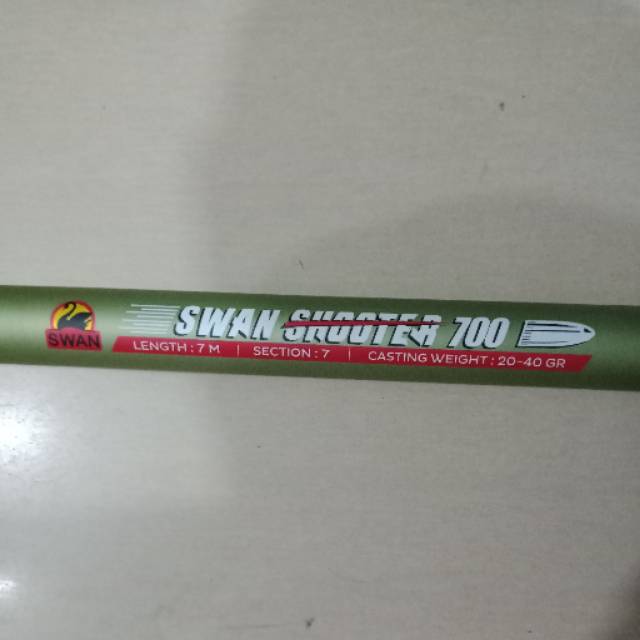 SWAN
SWAN SHOOTER 700
LENGTH : 7 M | SECTION : 7 | CASTING WEIGHT : 20-40 GR